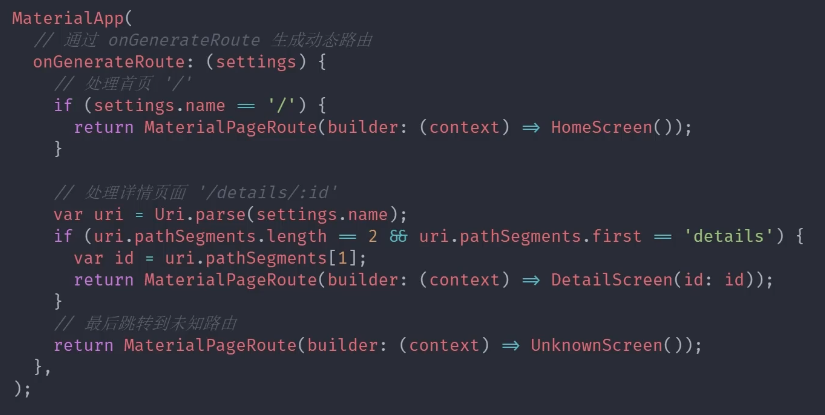 MaterialApp(
  // 通过 onGenerateRoute 生成动态路由
  onGenerateRoute: (settings) {
    // 处理首页 '/'
    if (settings.name == '/') {
      return MaterialPageRoute(builder: (context) => HomeScreen());
    }

    // 处理详情页面 '/details/:id'
    var uri = Uri.parse(settings.name);
    if (uri.pathSegments.length == 2 && uri.pathSegments.first == 'details') {
      var id = uri.pathSegments[1];
      return MaterialPageRoute(builder: (context) => DetailScreen(id: id));
    }
    // 最后跳转到未知路由
    return MaterialPageRoute(builder: (context) => UnknownScreen());
  },
);